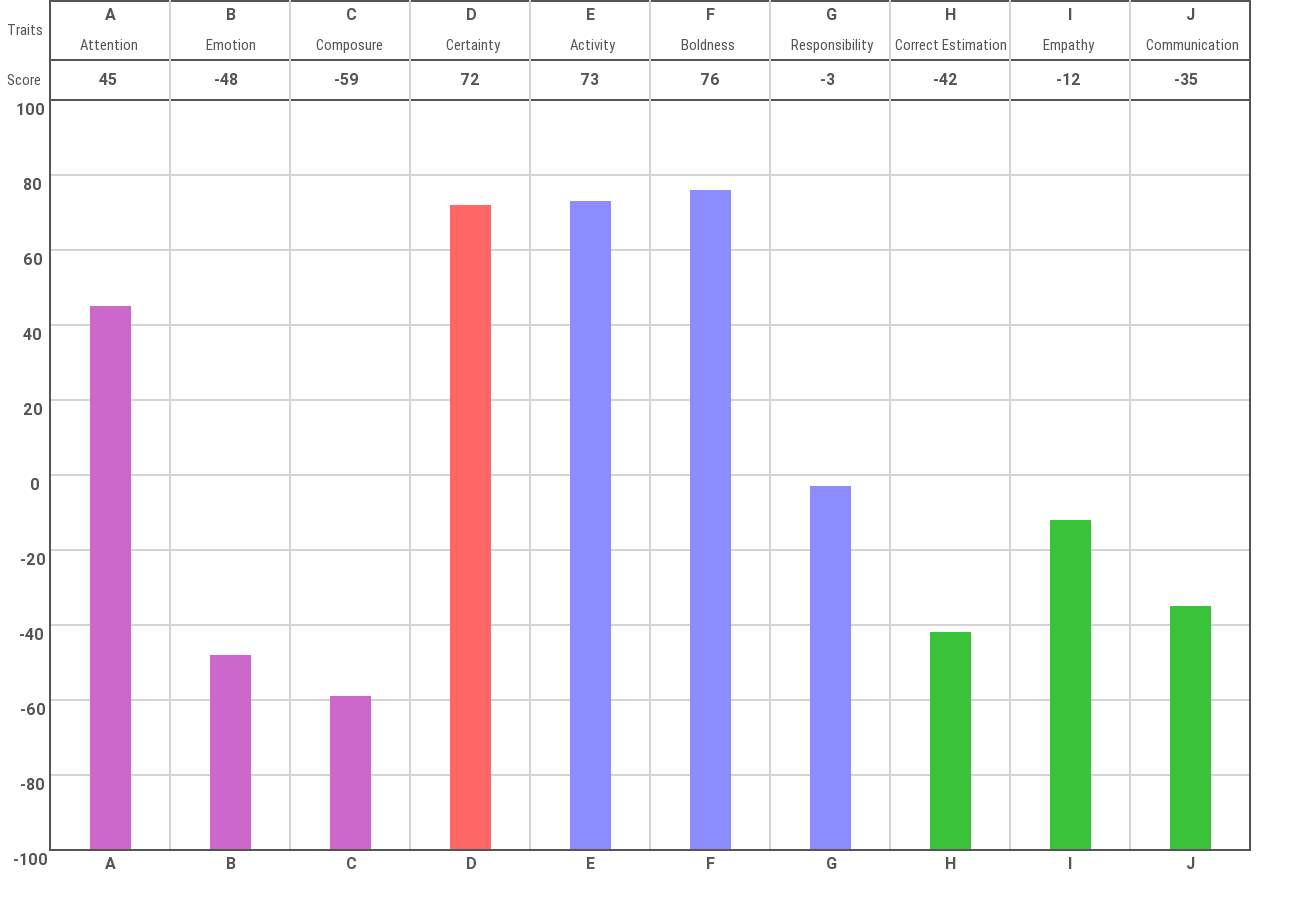 Traits
A B C D E F G H I J
Attention Emotion Composure Certainty Activity Boldness Responsibility Correct Estimation Empathy Communication
Score 45 -48 -59 72 73 76 -3 -42 -12 -35
100
80
60
40
20
0
-20
-40
-60
-80
-100
A B C D E F G H I J